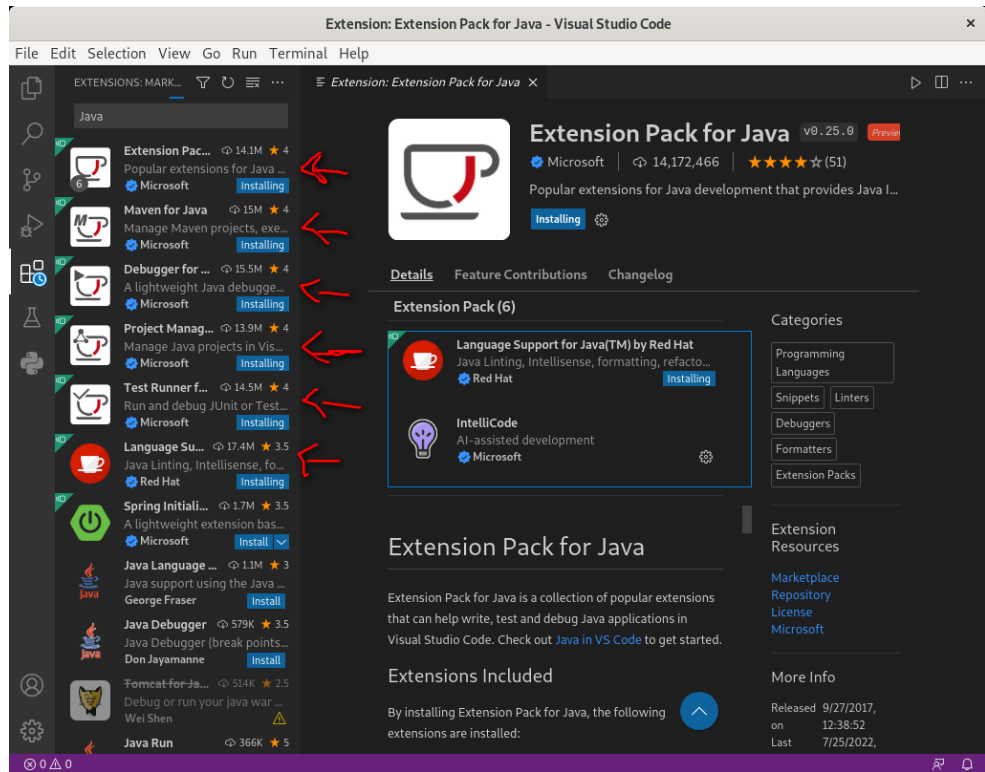 Extension: Extension Pack for Java - Visual Studio Code
File Edit Selection View Go Run Terminal Help
EXTENSIONS: MARK...
Extension: Extension Pack for Java
Java
Extension Pac... 14.1M ★ 4
Popular extensions for Java ...
Microsoft Installing
6
Maven for Java 15M ★ 4
Manage Maven projects, exe...
Microsoft Installing
Debugger for ... 15.5M ★ 4
A lightweight Java debugge...
Microsoft Installing
Project Manag... 13.9M ★ 4
Manage Java projects in Vis...
Microsoft Installing
Test Runner f... 14.5M ★ 4
Run and debug JUnit or Test...
Microsoft Installing
Language Su... 17.4M ★ 3.5
Java Linting, Intellisense, fo...
Red Hat Installing
Spring Initiali... 1.7M ★ 3.5
A lightweight extension bas...
Microsoft Install
Java Language ... 1.1M ★ 3
Java support using the Java ...
George Fraser Install
Java
Java Debugger 579K ★ 3.5
Java Debugger (break points...
Don Jayamanne Install
Java
Tomcat for Ja... 514K ★ 2.5
Debug or run your java war ...
Wei Shen
Java Run 366K ★ 5
0 0
Extension Pack for Java v0.25.0 Preview
Microsoft 14,172,466 ★★★★☆ (51)
Popular extensions for Java development that provides Java I...
Installing
Details Feature Contributions Changelog
Extension Pack (6)
Language Support for Java(TM) by Red Hat
Java Linting, Intellisense, formatting, refacto...
Red Hat Installing
IntelliCode
AI-assisted development
Microsoft
Extension Pack for Java
Extension Pack for Java is a collection of popular extensions
that can help write, test and debug Java applications in
Visual Studio Code. Check out Java in VS Code to get started.
Extensions Included
By installing Extension Pack for Java, the following
extensions are installed:
Categories
Programming
Languages
Snippets Linters
Debuggers
Formatters
Extension Packs
Extension
Resources
Marketplace
Repository
License
Microsoft
More Info
Released 9/27/2017,
on 12:38:52
Last 7/25/2022,